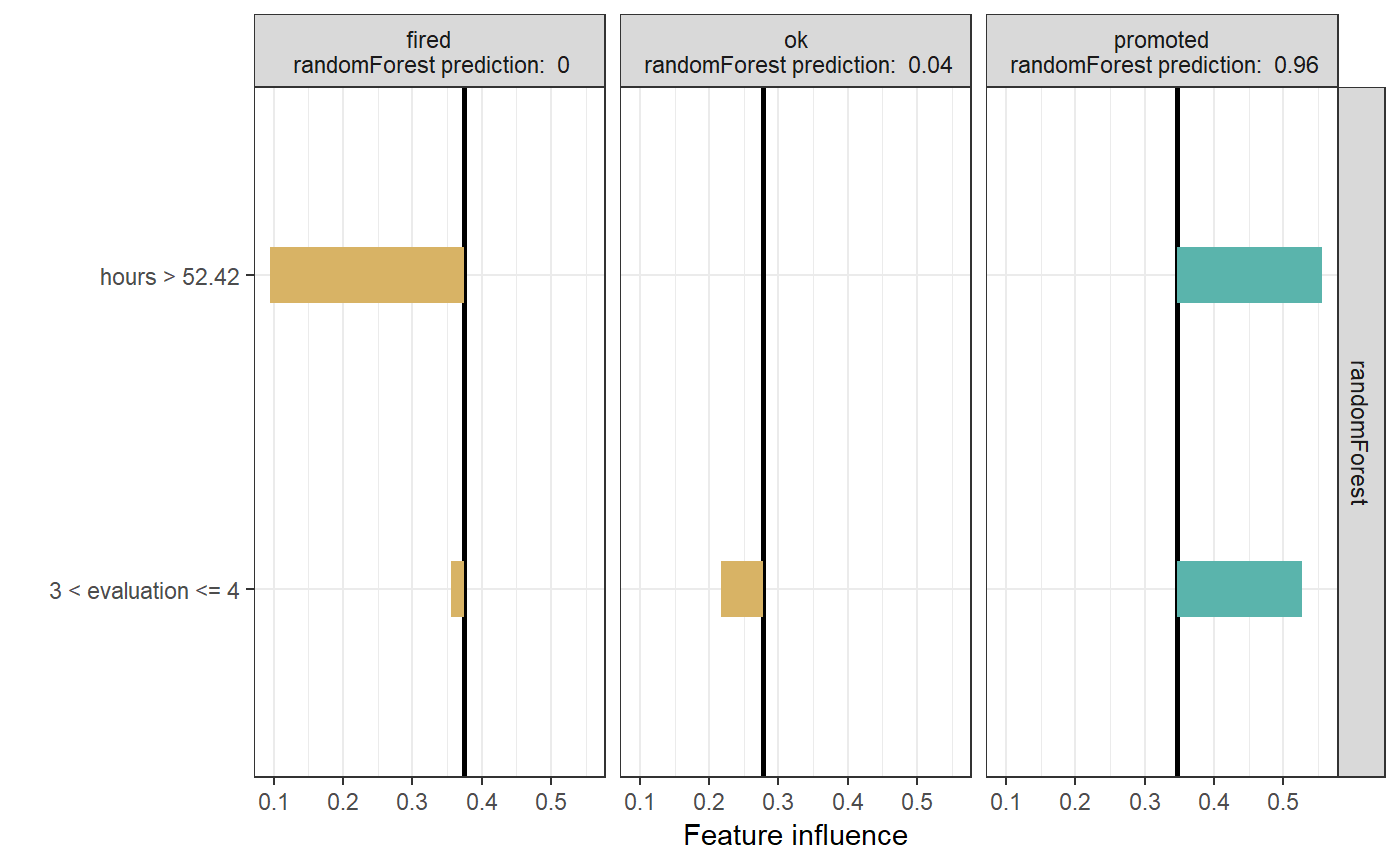 fired
randomForest prediction:  0
ok
randomForest prediction:  0.04
promoted
randomForest prediction:  0.96
hours > 52.42
3 < evaluation <= 4
randomForest
0.1 0.2 0.3 0.4 0.5
0.1 0.2 0.3 0.4 0.5
0.1 0.2 0.3 0.4 0.5
Feature influence